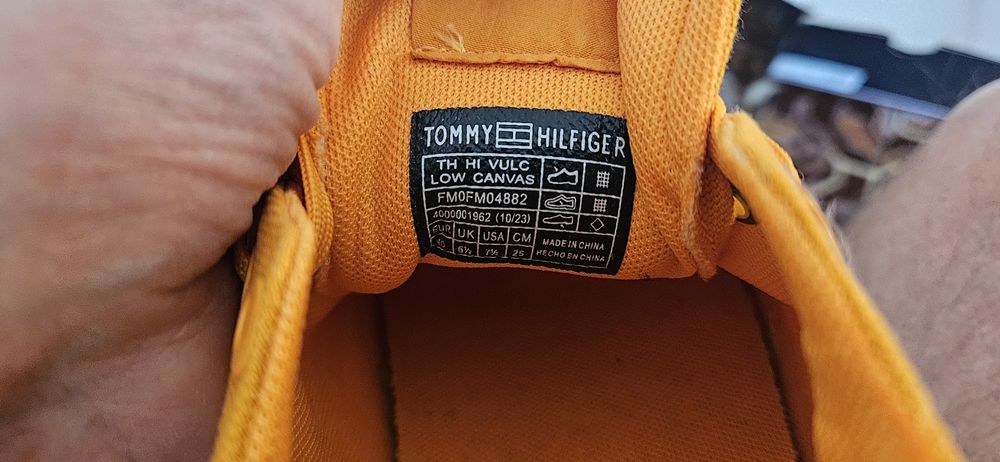 TOMMY HILFIGER
TH HI VULC
LOW CANVAS
FM0FM04882
4000001962 (10/23)
EUR UK USA CM
40 6½ 7½ 25
MADE IN CHINA
HECHO EN CHINA